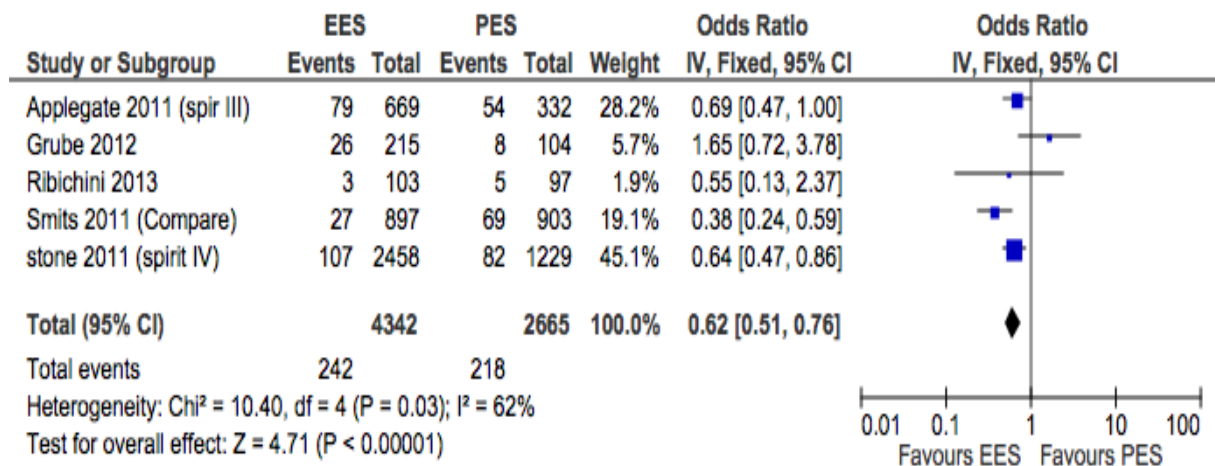 EES PES Odds Ratio Odds Ratio
Study or Subgroup Events Total Events Total Weight IV, Fixed, 95% CI IV, Fixed, 95% CI
Applegate 2011 (spir III) 79 669 54 332 28.2% 0.69 [0.47, 1.00]
Grube 2012 26 215 8 104 5.7% 1.65 [0.72, 3.78]
Ribichini 2013 3 103 5 97 1.9% 0.55 [0.13, 2.37]
Smits 2011 (Compare) 27 897 69 903 19.1% 0.38 [0.24, 0.59]
stone 2011 (spirit IV) 107 2458 82 1229 45.1% 0.64 [0.47, 0.86]
Total (95% CI) 4342 2665 100.0% 0.62 [0.51, 0.76]
Total events 242 218
Heterogeneity: Chi² = 10.40, df = 4 (P = 0.03); I² = 62%
Test for overall effect: Z = 4.71 (P < 0.00001)
0.01 0.1 1 10 100
Favours EES Favours PES